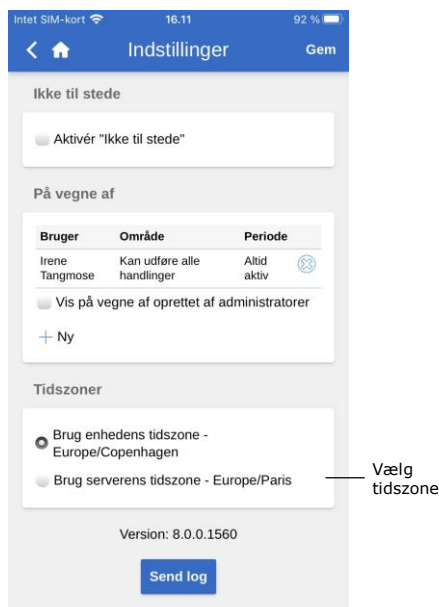 Intet SIM-kort 16.11 92 %
Indstillinger Gem
Ikke til stede
Aktivér "Ikke til stede"
På vegne af
Bruger Område Periode
Irene Kan udføre alle Altid
Tangmose handlinger aktiv
Vis på vegne af oprettet af administratorer
Ny
Tidszoner
Brug enhedens tidszone -
Europe/Copenhagen
Brug serverens tidszone - Europe/Paris
Vælg
tidszone
Version: 8.0.0.1560
Send log